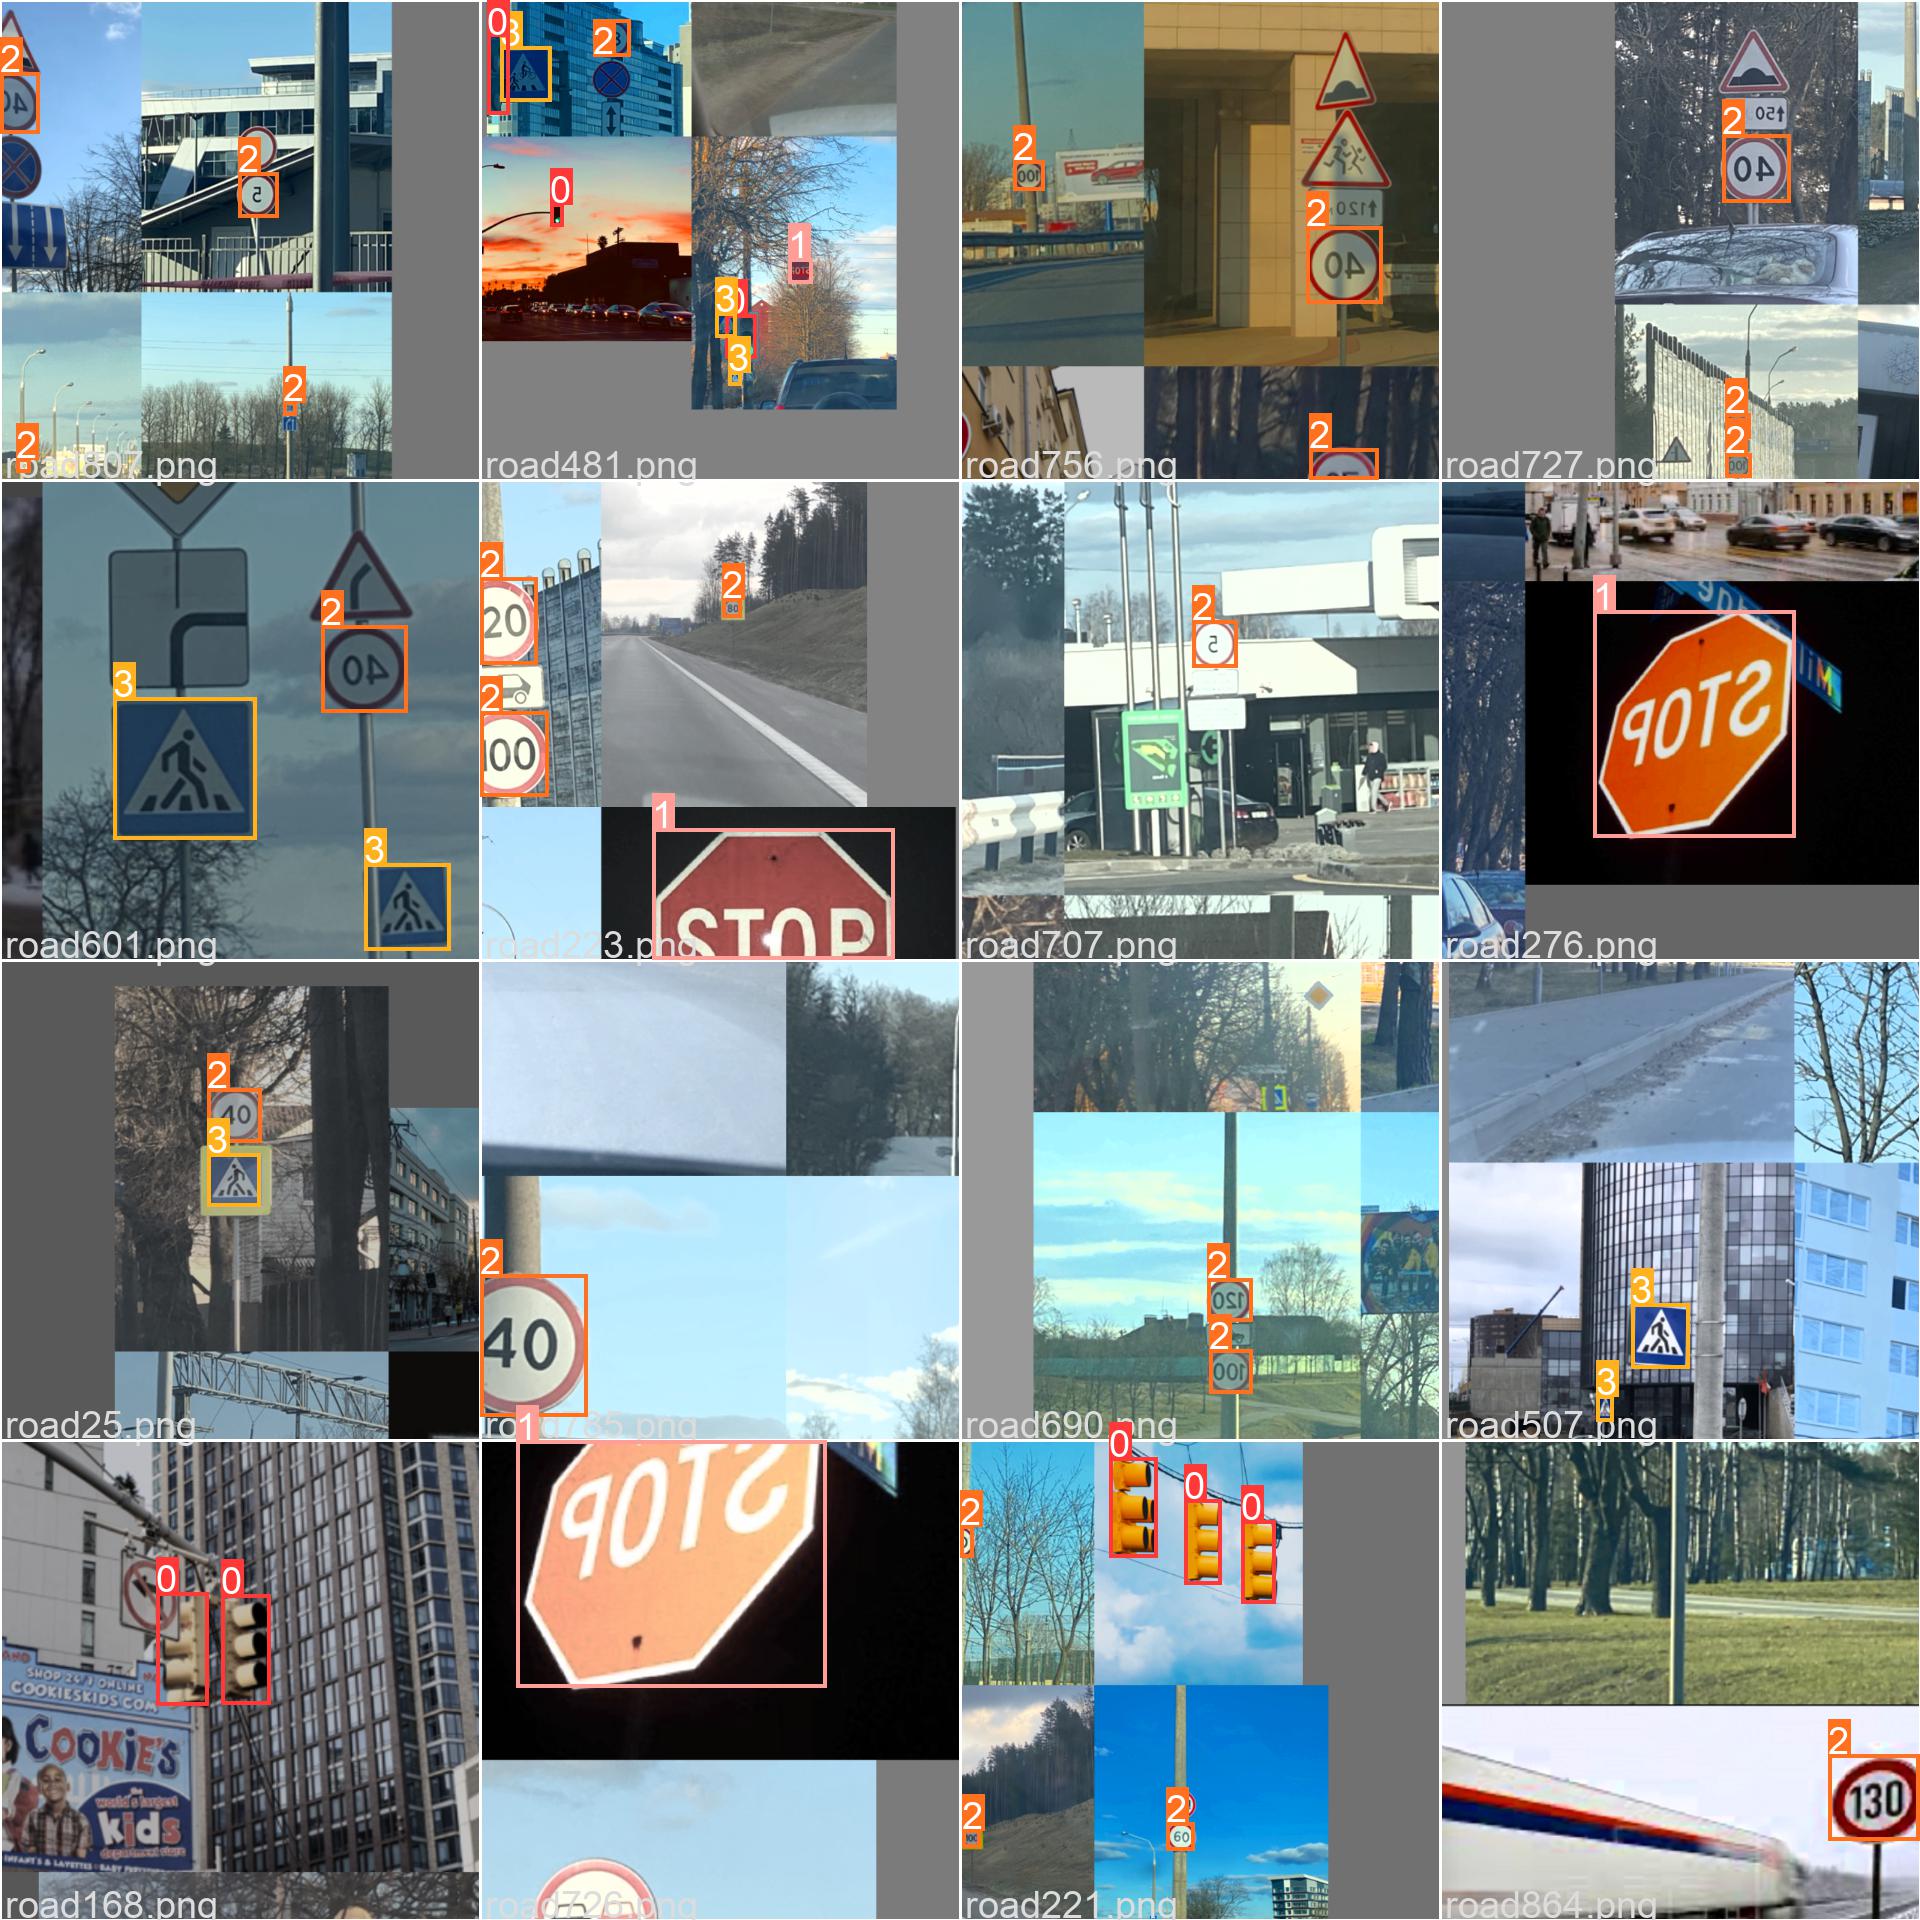 2
40
2
5
2
2
road807.png
0
3
2
0
1
STOP
3
0
3
road481.png
2
100
2
120
40
2
road756.png
50
2
40
2
2
100
road727.png
2
40
3
3
road601.png
2
20
2
80
2
100
1
STOP
road223.png
2
5
road707.png
1
STOP
Mil
road276.png
2
40
3
road25.png
2
40
road735.png
2
120
2
100
road690.png
3
3
road507.png
0
0
SHOP 24/7 ONLINE
COOKIESKIDS.COM
COOKIE'S
the
world's largest
kids
department store
INFANT'S & LAYETTES · BABY
road168.png
1
STOP
road726.png
0
0
0
2
2
100
2
60
road221.png
2
130
road864.png